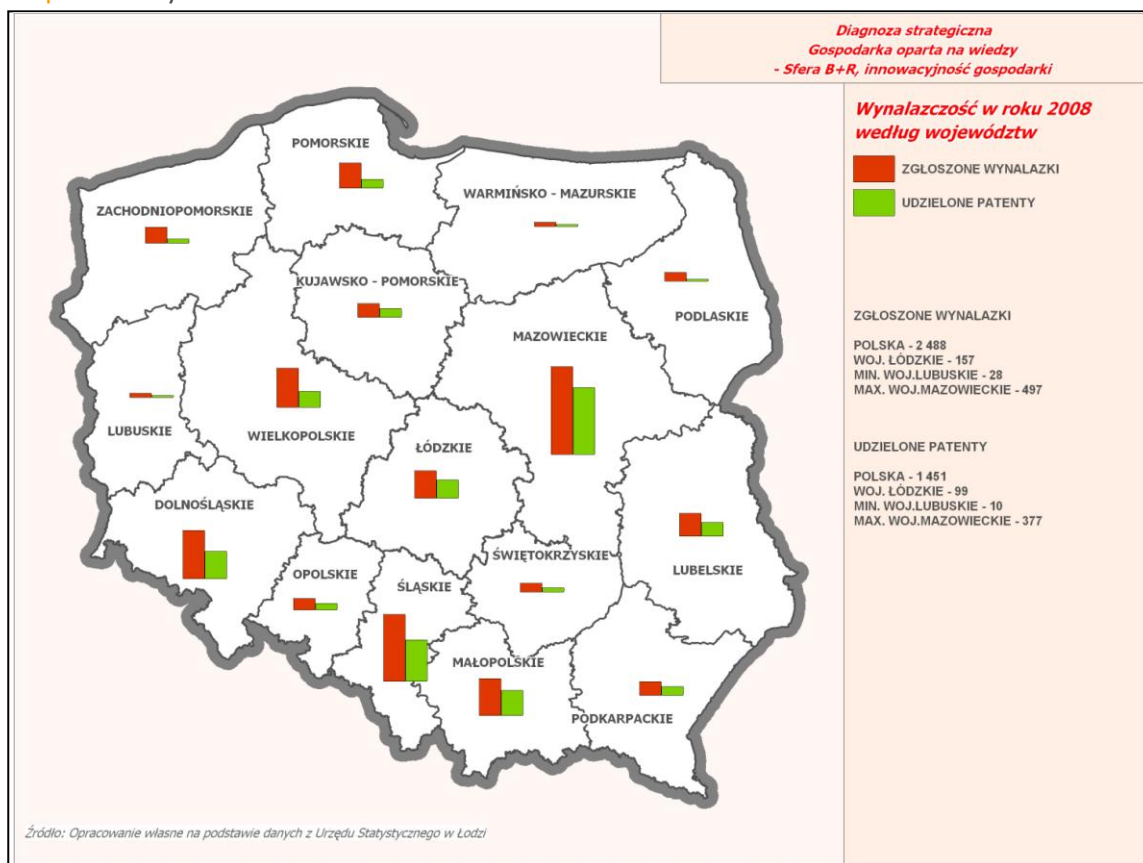 Diagnoza strategiczna
Gospodarka oparta na wiedzy
- Sfera B+R, innowacyjność gospodarki
Wynalazczość w roku 2008
według województw
ZGŁOSZONE WYNALAZKI
UDZIELONE PATENTY
ZGŁOSZONE WYNALAZKI
POLSKA - 2 488
WOJ. ŁÓDZKIE - 157
MIN. WOJ.LUBUSKIE - 28
MAX. WOJ.MAZOWIECKIE - 497
UDZIELONE PATENTY
POLSKA - 1 451
WOJ. ŁÓDZKIE - 99
MIN. WOJ.LUBUSKIE - 10
MAX. WOJ.MAZOWIECKIE - 377
POMORSKIE
WARMIŃSKO - MAZURSKIE
ZACHODNIOPOMORSKIE
KUJAWSKO - POMORSKIE
PODLASKIE
MAZOWIECKIE
LUBUSKIE
WIELKOPOLSKIE
ŁÓDZKIE
DOLNOŚLĄSKIE
ŚWIĘTOKRZYSKIE
LUBELSKIE
OPOLSKIE
ŚLĄSKIE
MAŁOPOLSKIE
PODKARPACKIE
Źródło: Opracowanie własne na podstawie danych z Urzędu Statystycznego w Łodzi